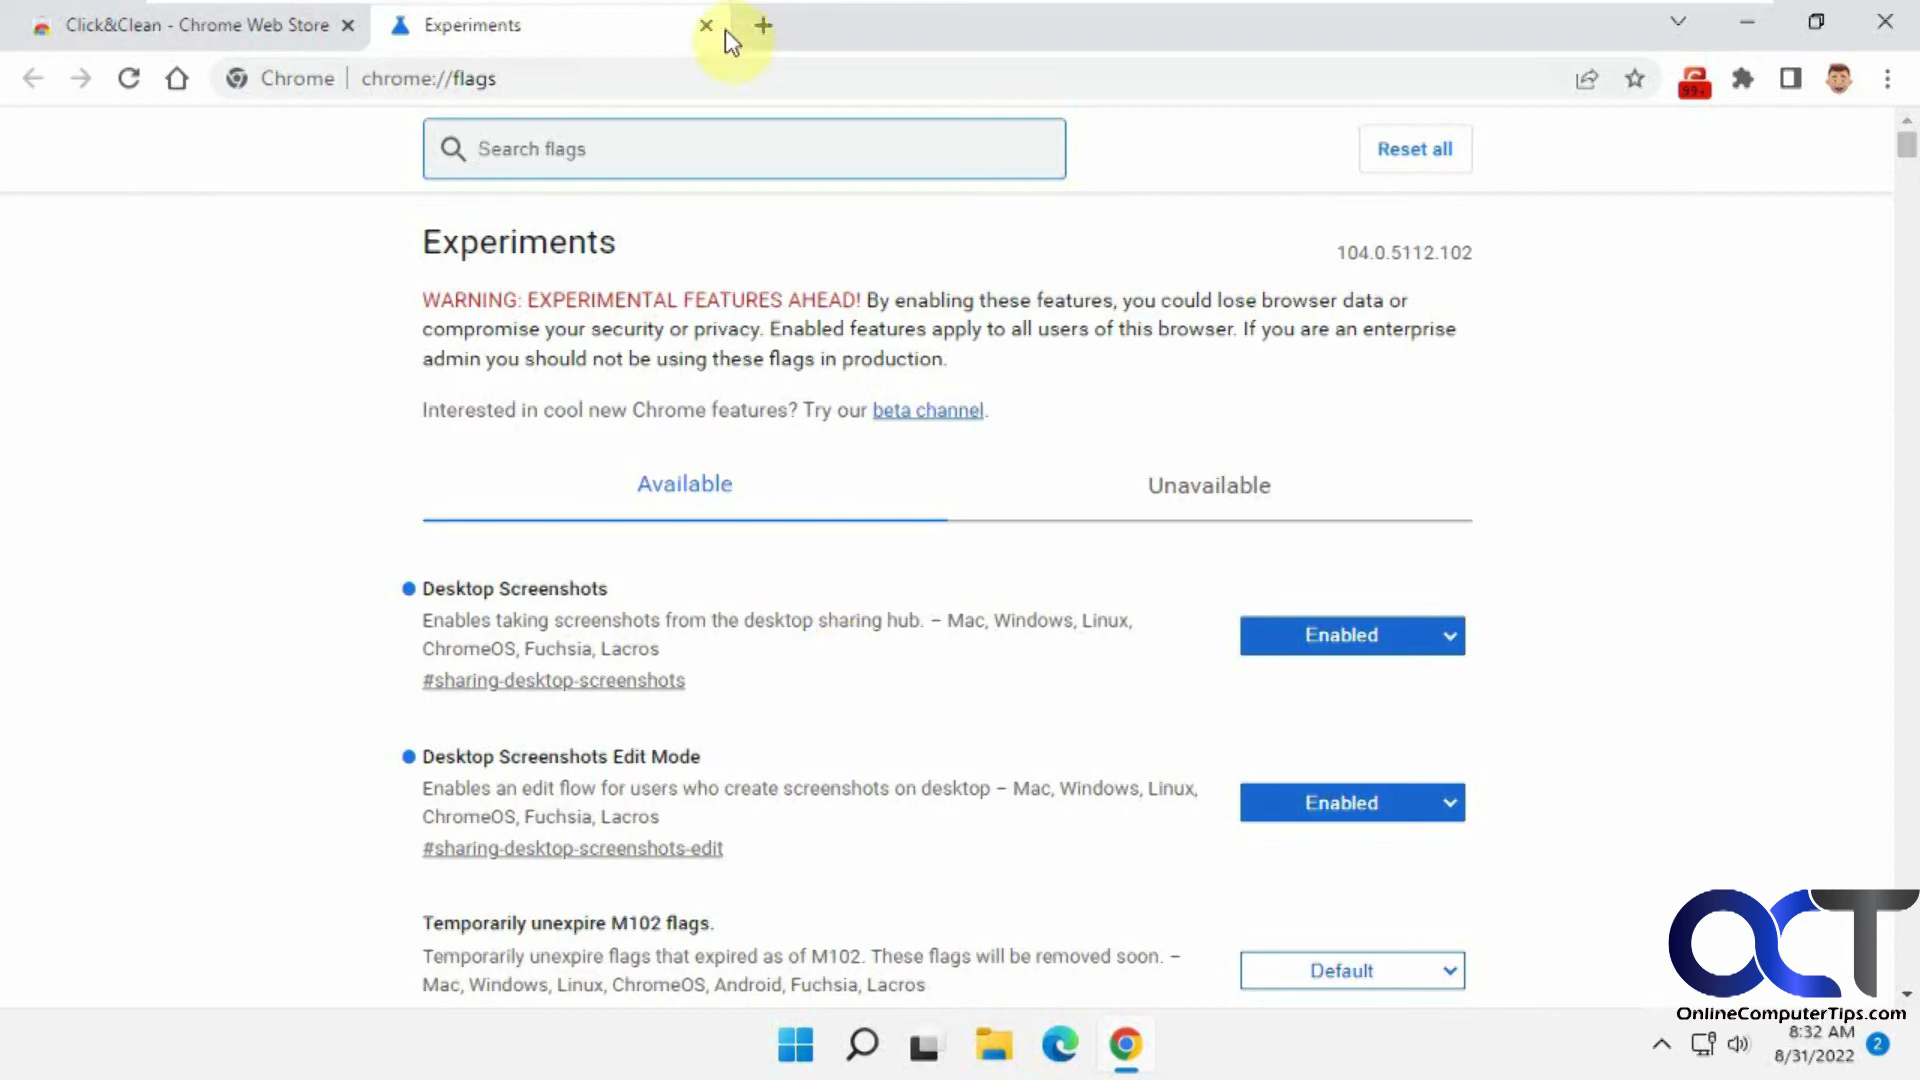 Click&Clean - Chrome Web Store
Experiments
Chrome
chrome://flags
99+
Search flags
Reset all
Experiments
104.0.5112.102
WARNING: EXPERIMENTAL FEATURES AHEAD! By enabling these features, you could lose browser data or
compromise your security or privacy. Enabled features apply to all users of this browser. If you are an enterprise
admin you should not be using these flags in production.
Interested in cool new Chrome features? Try our beta channel.
Available
Unavailable
Desktop Screenshots
Enables taking screenshots from the desktop sharing hub. – Mac, Windows, Linux,
ChromeOS, Fuchsia, Lacros
#sharing-desktop-screenshots
Enabled
Desktop Screenshots Edit Mode
Enables an edit flow for users who create screenshots on desktop – Mac, Windows, Linux,
ChromeOS, Fuchsia, Lacros
#sharing-desktop-screenshots-edit
Enabled
Temporarily unexpire M102 flags.
Temporarily unexpire flags that expired as of M102. These flags will be removed soon. –
Mac, Windows, Linux, ChromeOS, Android, Fuchsia, Lacros
Default
OCT
OnlineComputerTips.com
8:32 AM
8/31/2022
2